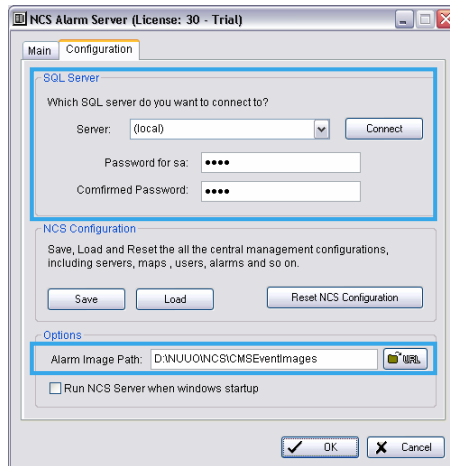 NCS Alarm Server (License: 30 - Trial)
Main Configuration
SQL Server
Which SQL server do you want to connect to?
Server: (local) Connect
Password for sa: ●●●●
Comfirmed Password: ●●●●
NCS Configuration
Save, Load and Reset the all the central management configurations,
including servers, maps , users, alarms and so on.
Save Load Reset NCS Configuration
Options
Alarm Image Path: D:\NUUO\NCS\CMSEventImages URL
Run NCS Server when windows startup
OK Cancel